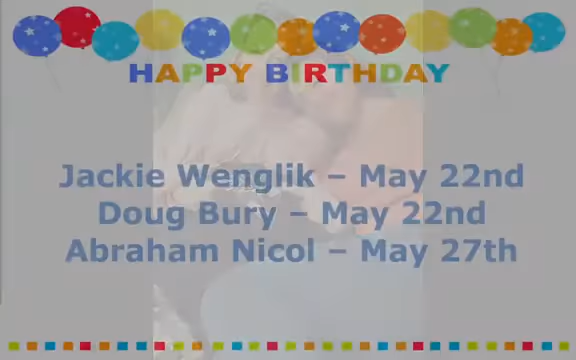 HAPPY BIRTHDAY
Jackie Wenglik – May 22nd
Doug Bury – May 22nd
Abraham Nicol – May 27th